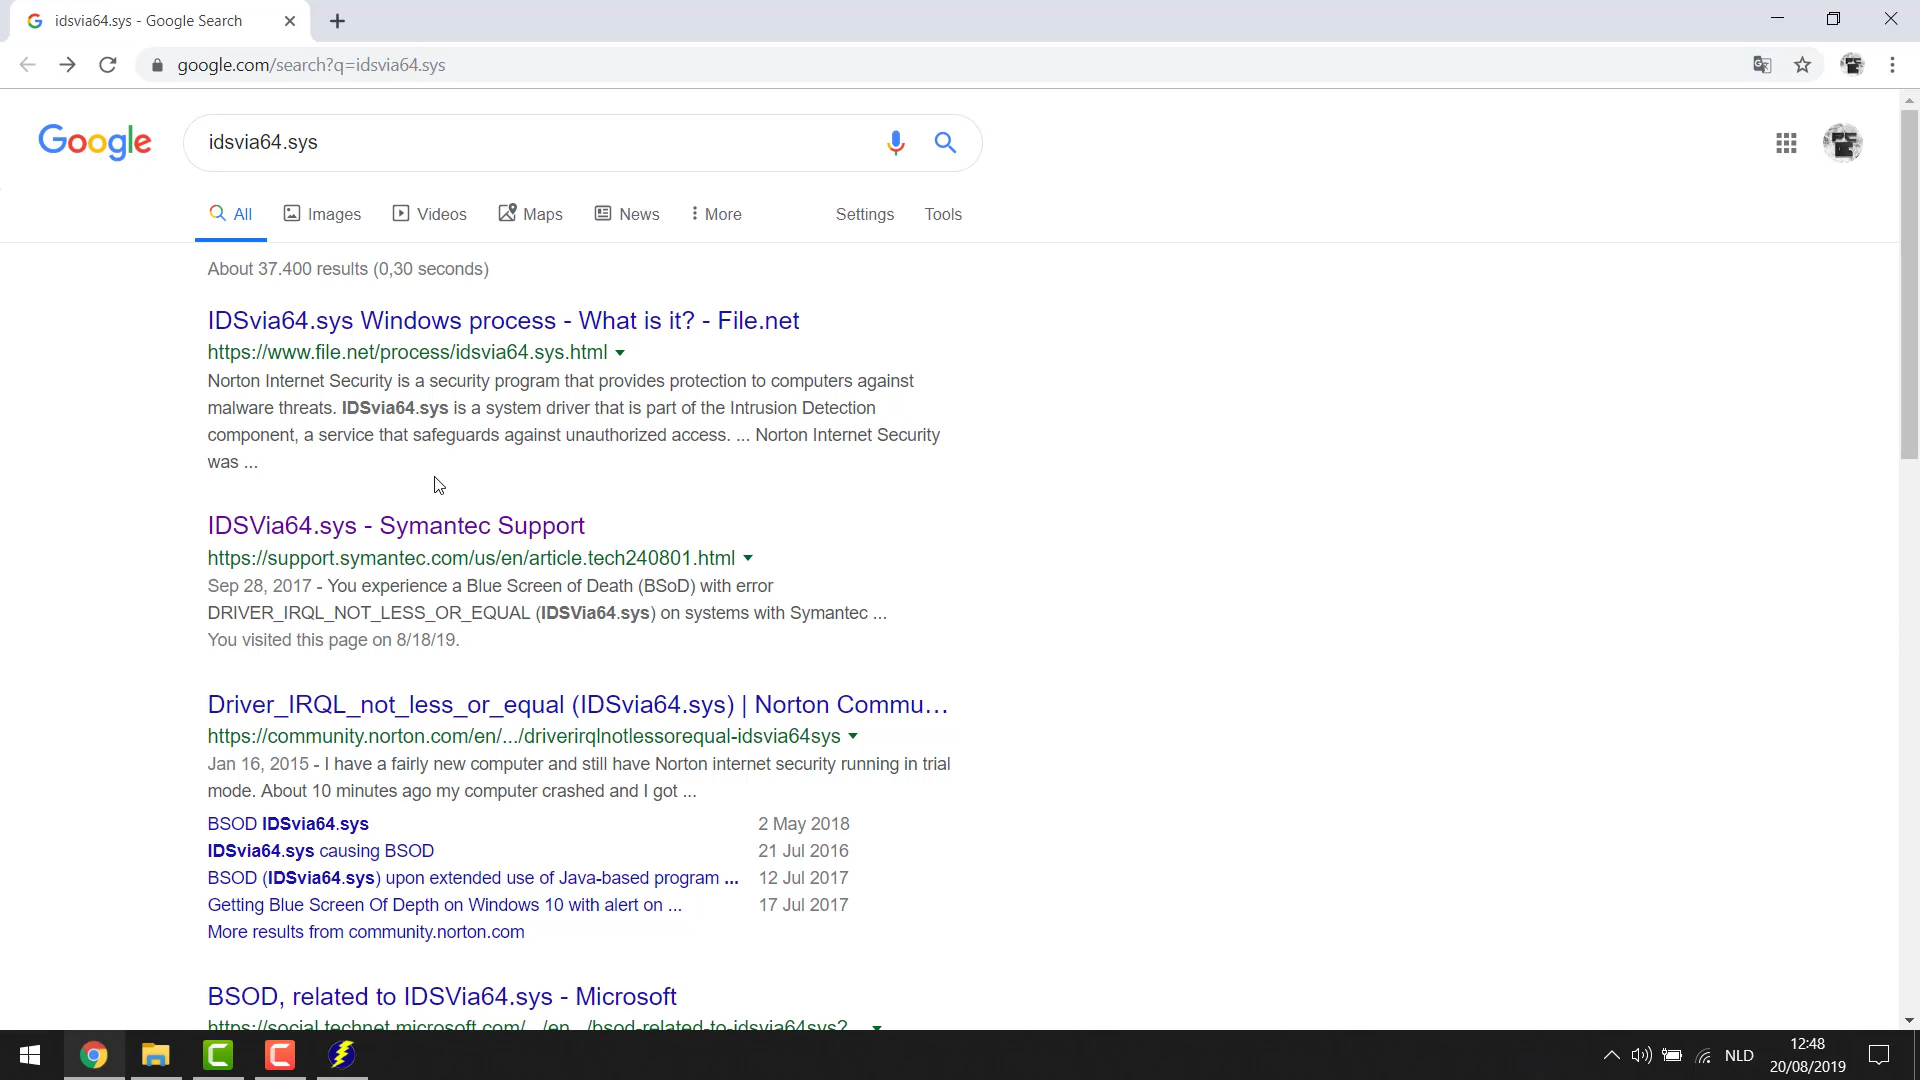 idsvia64.sys - Google Search
google.com/search?q=idsvia64.sys
Google
idsvia64.sys
All Images Videos Maps News More Settings Tools
About 37.400 results (0,30 seconds)
IDSvia64.sys Windows process - What is it? - File.net
https://www.file.net/process/idsvia64.sys.html
Norton Internet Security is a security program that provides protection to computers against
malware threats. IDSvia64.sys is a system driver that is part of the Intrusion Detection
component, a service that safeguards against unauthorized access. ... Norton Internet Security
was ...
IDSVia64.sys - Symantec Support
https://support.symantec.com/us/en/article.tech240801.html
Sep 28, 2017 - You experience a Blue Screen of Death (BSoD) with error
DRIVER_IRQL_NOT_LESS_OR_EQUAL (IDSVia64.sys) on systems with Symantec ...
You visited this page on 8/18/19.
Driver_IRQL_not_less_or_equal (IDSvia64.sys) | Norton Commu...
https://community.norton.com/en/.../driverirqlnotlessorequal-idsvia64sys
Jan 16, 2015 - I have a fairly new computer and still have Norton internet security running in trial
mode. About 10 minutes ago my computer crashed and I got ...
BSOD IDSvia64.sys 2 May 2018
IDSvia64.sys causing BSOD 21 Jul 2016
BSOD (IDSvia64.sys) upon extended use of Java-based program ... 12 Jul 2017
Getting Blue Screen Of Depth on Windows 10 with alert on ... 17 Jul 2017
More results from community.norton.com
BSOD, related to IDSVia64.sys - Microsoft
https://social.technet.microsoft.com/.../en.../bsod-related-to-idsvia64sys?
NLD
12:48
20/08/2019